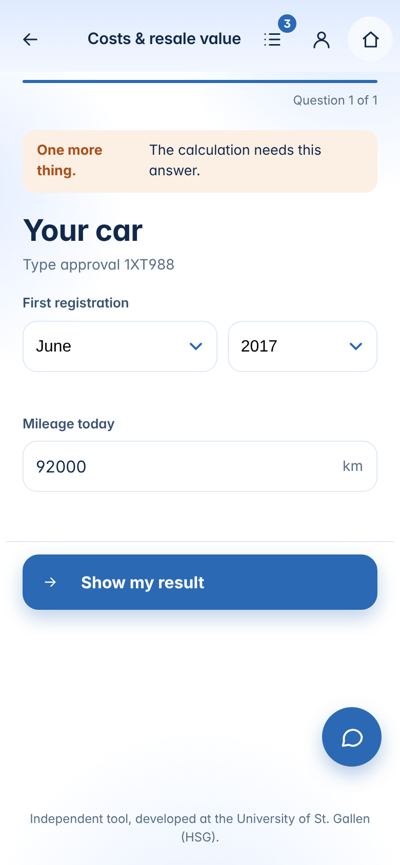 Costs & resale value
3
Question 1 of 1
One more
thing.
The calculation needs this
answer.
Your car
Type approval 1XT988
First registration
June
2017
Mileage today
92000
km
Show my result
Independent tool, developed at the University of St. Gallen
(HSG).